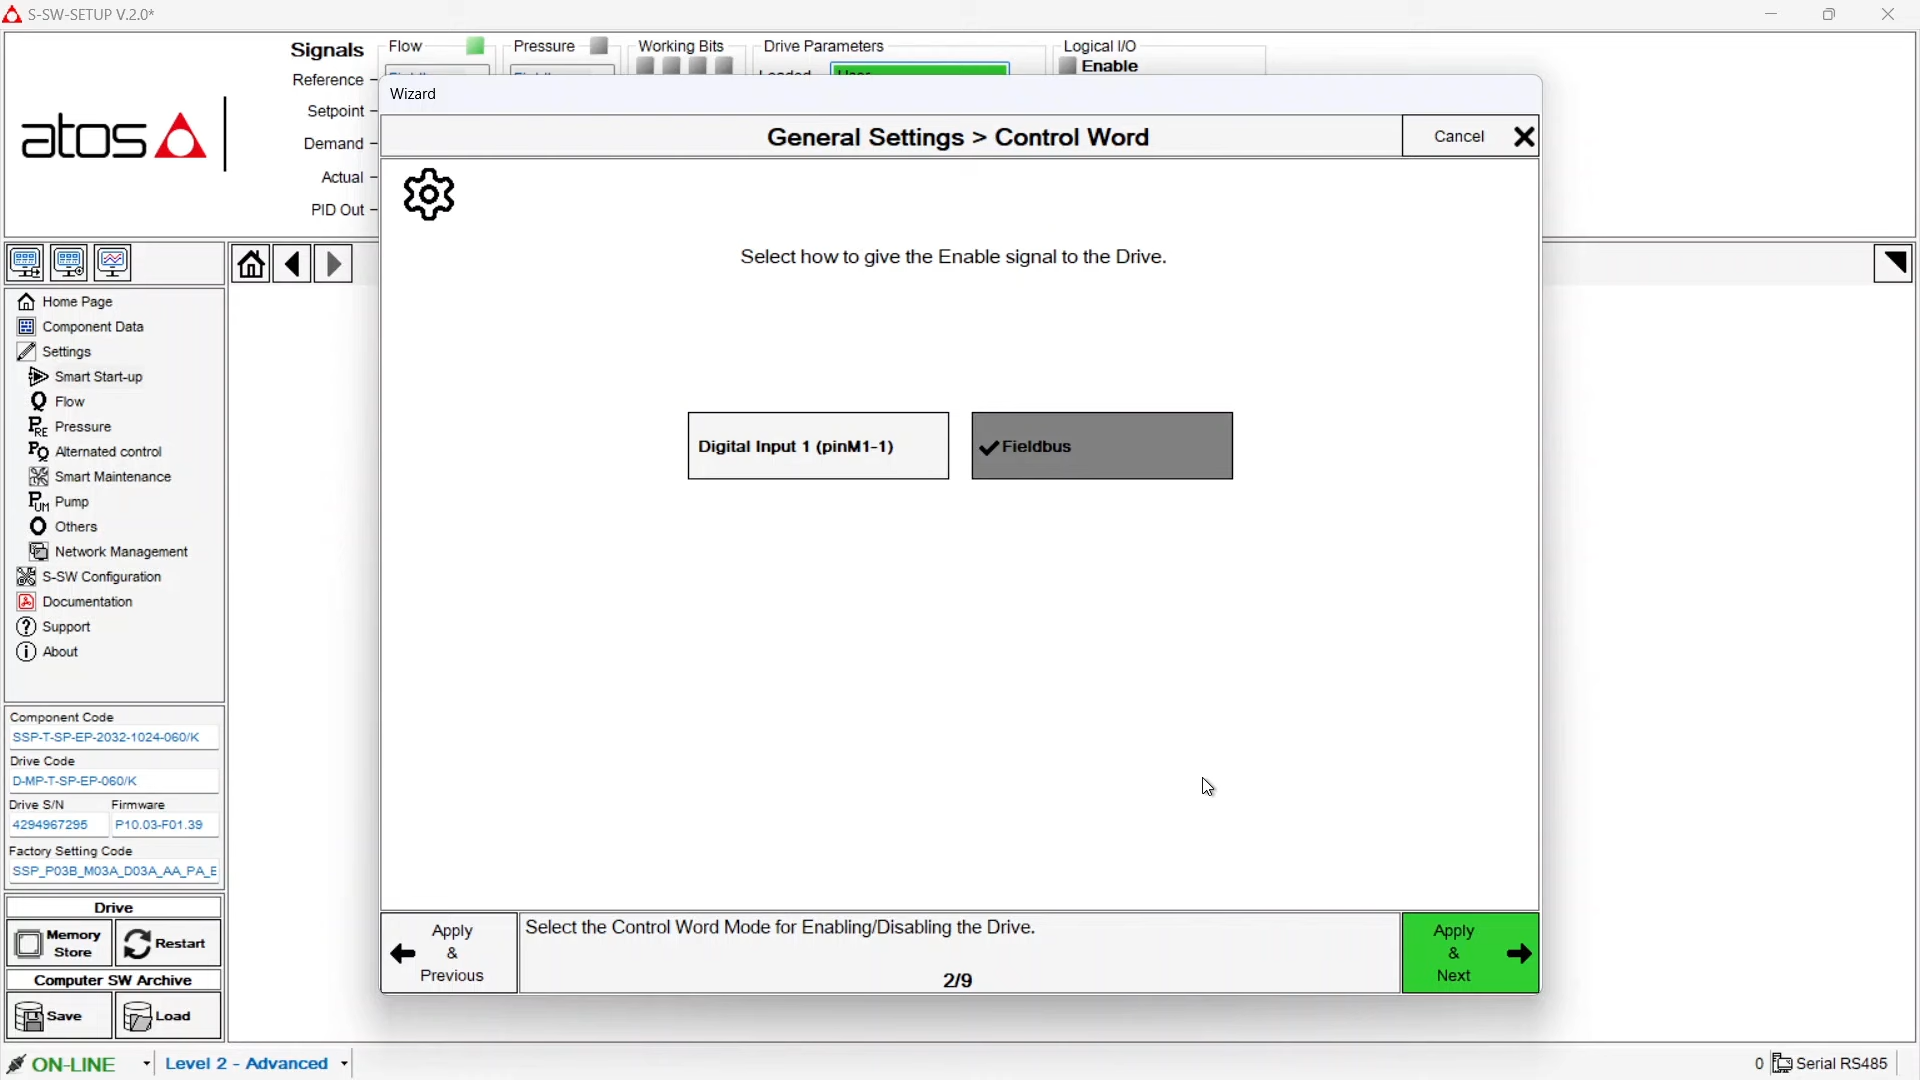 S-SW-SETUP V.2.0*
Signals
Flow
Pressure
Working Bits
Drive Parameters
Logical I/O
Enable
Reference
Setpoint
Demand
Actual
PID Out
atos
Wizard
General Settings > Control Word
Cancel
Select how to give the Enable signal to the Drive.
Digital Input 1 (pinM1-1)
Fieldbus
Home Page
Component Data
Settings
Smart Start-up
Q Flow
PRE Pressure
PQ Alternated control
Smart Maintenance
PUM Pump
O Others
Network Management
S-SW Configuration
Documentation
Support
About
Component Code
SSP-T-SP-EP-2032-1024-060/K
Drive Code
D-MP-T-SP-EP-060/K
Drive S/N Firmware
4294967295 P10.03-F01.39
Factory Setting Code
SSP_P03B_M03A_D03A_AA_PA_E
Drive
Memory Store
Restart
Computer SW Archive
Save
Load
Apply
&
Previous
Select the Control Word Mode for Enabling/Disabling the Drive.
2/9
Apply
&
Next
ON-LINE
Level 2 - Advanced
0
Serial RS485